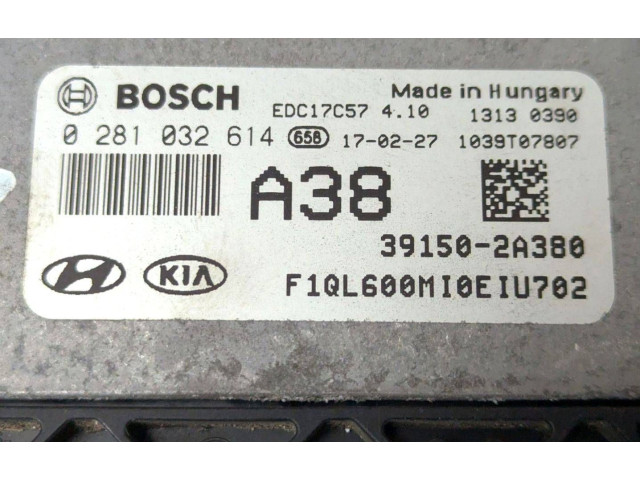 BOSCH EDC17C57 4.10 Made in Hungary
1313 0390
0 281 032 614 658 17-02-27 1039T07807
A38
39150-2A380
KIA F1QL600MI0EIU702